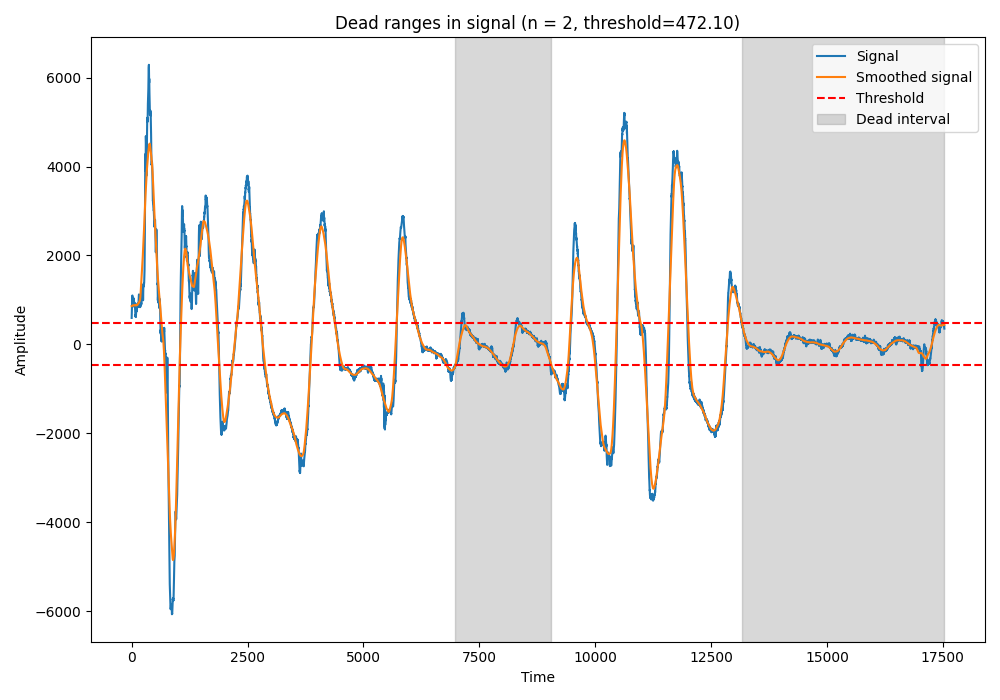 Dead ranges in signal (n = 2, threshold=472.10)
Signal
Smoothed signal
Threshold
Dead interval
Amplitude
6000
4000
2000
0
−2000
−4000
−6000
0 2500 5000 7500 10000 12500 15000 17500
Time